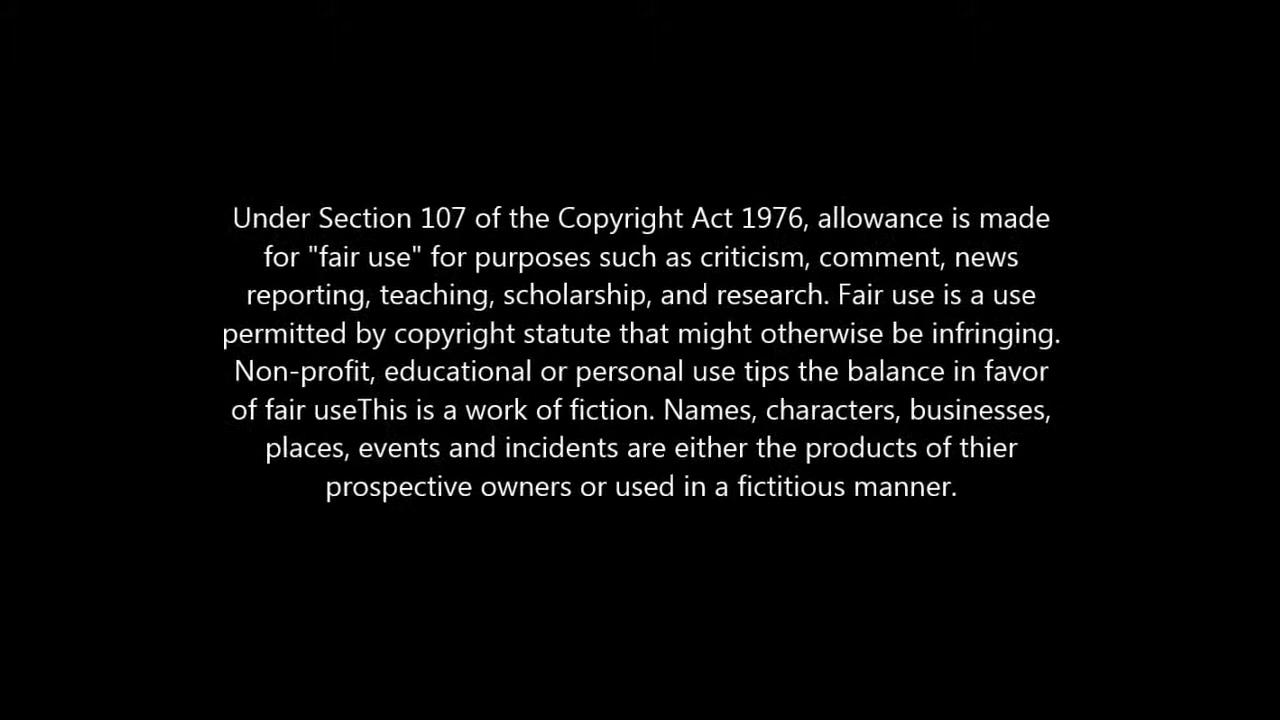 Under Section 107 of the Copyright Act 1976, allowance is made
for "fair use" for purposes such as criticism, comment, news
reporting, teaching, scholarship, and research. Fair use is a use
permitted by copyright statute that might otherwise be infringing.
Non-profit, educational or personal use tips the balance in favor
of fair useThis is a work of fiction. Names, characters, businesses,
places, events and incidents are either the products of thier
prospective owners or used in a fictitious manner.